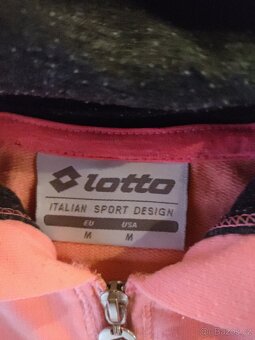 lotto
ITALIAN SPORT DESIGN
EU USA
M M